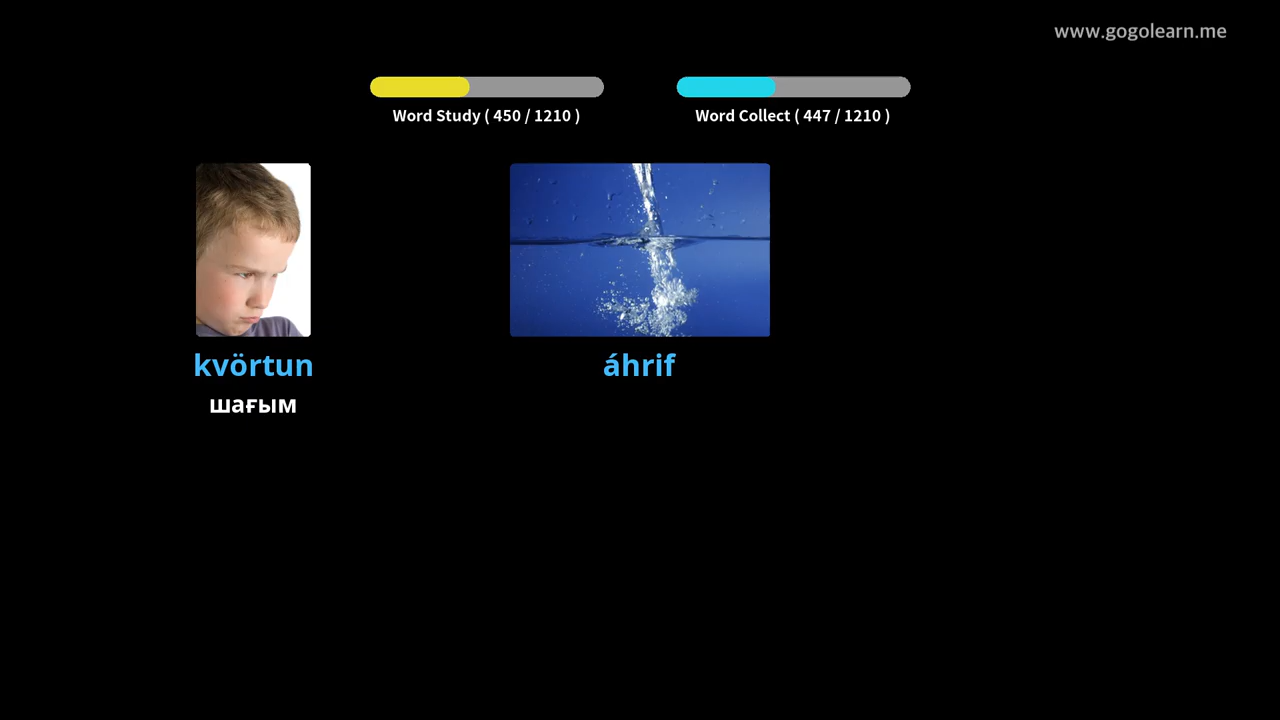 www.gogolearn.me
Word Study ( 450 / 1210 )
Word Collect ( 447 / 1210 )
kvörtun
áhrif
шағым